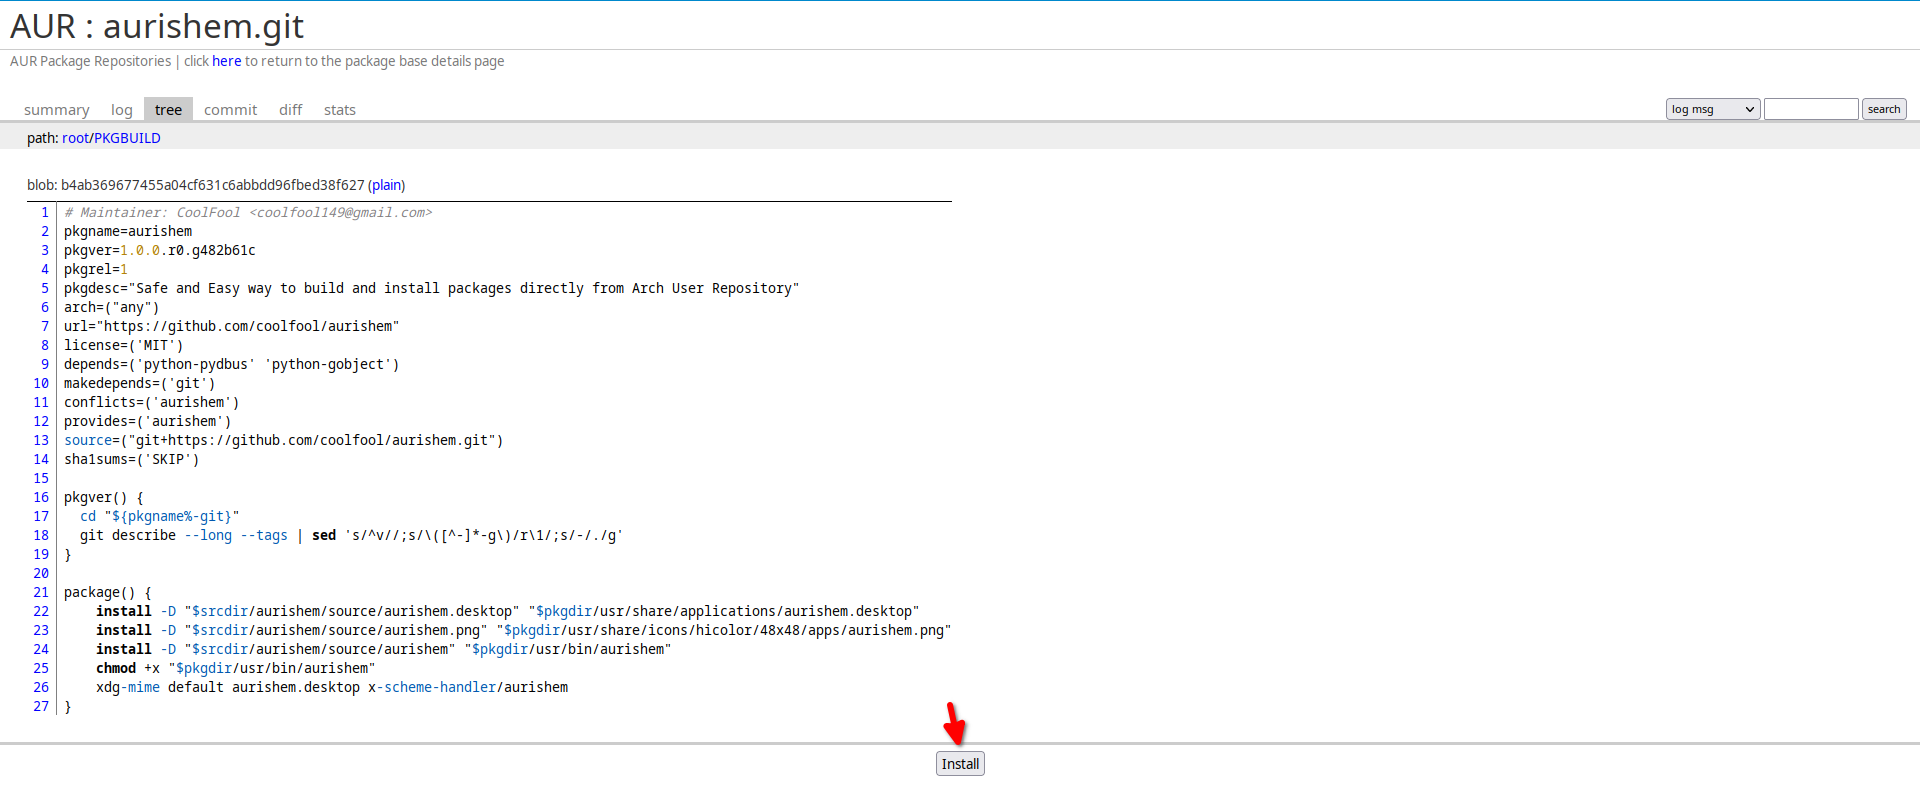 AUR : aurishem.git
AUR Package Repositories | click here to return to the package base details page
summary log tree commit diff stats log msg search
path: root/PKGBUILD
blob: b4ab369677455a04cf631c6abbdd96fbed38f627 (plain)
1 # Maintainer: CoolFool <coolfool149@gmail.com>
2 pkgname=aurishem
3 pkgver=1.0.0.r0.g482b61c
4 pkgrel=1
5 pkgdesc="Safe and Easy way to build and install packages directly from Arch User Repository"
6 arch=("any")
7 url="https://github.com/coolfool/aurishem"
8 license=('MIT')
9 depends=('python-pydbus' 'python-gobject')
10 makedepends=('git')
11 conflicts=('aurishem')
12 provides=('aurishem')
13 source=("git+https://github.com/coolfool/aurishem.git")
14 sha1sums=('SKIP')
15
16 pkgver() {
17   cd "${pkgname%-git}"
18   git describe --long --tags | sed 's/^v//;s/\([^-]*-g\)/r\1/;s/-/./g'
19 }
20
21 package() {
22     install -D "$srcdir/aurishem/source/aurishem.desktop" "$pkgdir/usr/share/applications/aurishem.desktop"
23     install -D "$srcdir/aurishem/source/aurishem.png" "$pkgdir/usr/share/icons/hicolor/48x48/apps/aurishem.png"
24     install -D "$srcdir/aurishem/source/aurishem" "$pkgdir/usr/bin/aurishem"
25     chmod +x "$pkgdir/usr/bin/aurishem"
26     xdg-mime default aurishem.desktop x-scheme-handler/aurishem
27 }
Install